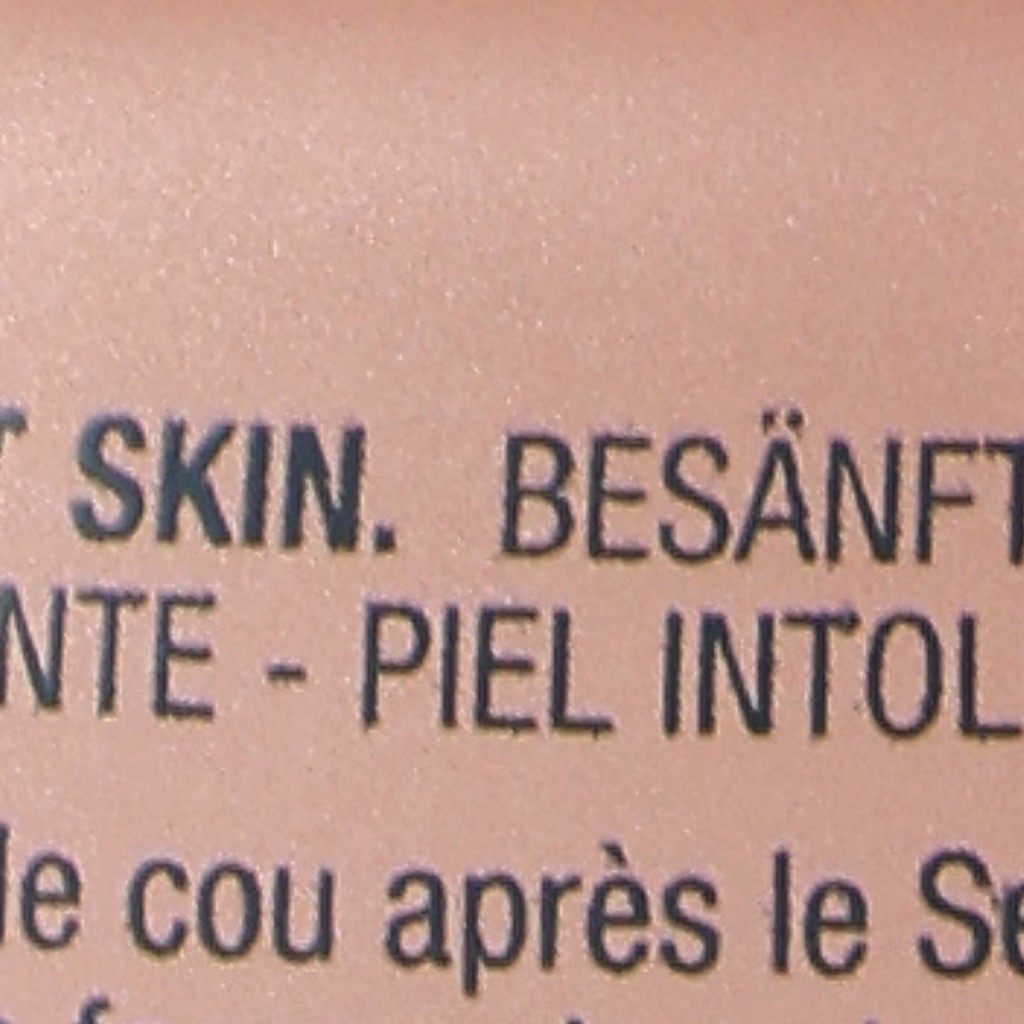 SKIN. BESÄNFT
NTE - PIEL INTOL
le cou après le Se